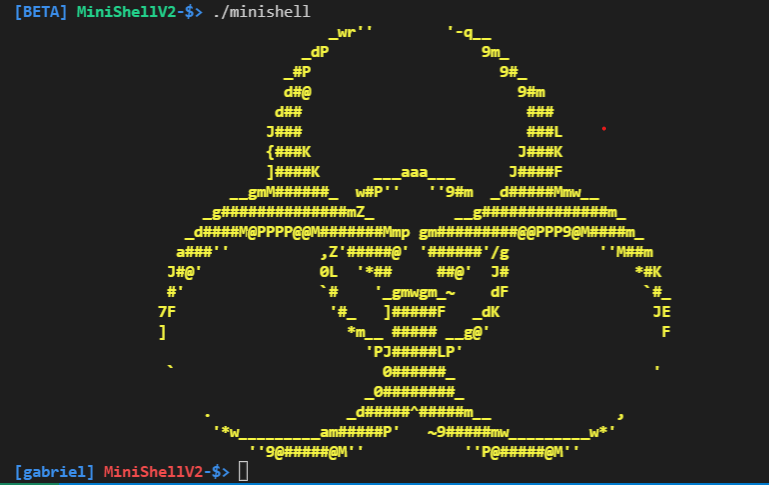 [BETA] MiniShellV2-$> ./minishell
                                   _wr''        '-q__
                                _dP                 9m_
                              _#P                     9#_
                              d#@                       9#m
                             d##                         ###
                            J###                         ###L
                            {###K                       J###K
                            ]####K      ___aaa___      J####F
                        __gmM######_  w#P''   ''9#m  _d#####Mmw__
                     _g##############mZ_         __g##############m_
                   _d####M@PPPP@@M#######Mmp gm#########@@PPP9@M####m_
                  a###''          ,Z'#####@' '######'/g          ''M##m
                 J#@'             0L  '*##     ##@'  J#              *#K
                 #'               `#    '_gmwgm_~    dF               `#_
                7F                 '#_   ]#####F   _dK                 JE
                ]                    *m__ ##### __g@'                   F
                                       'PJ#####LP'
                 `                       0######_                      '
                                       _0########_
                     .               _d#####^#####m__              ,
                      '*w_________am#####P'   ~9#####mw_________w*'
                          ''9@#####@M''           ''P@#####@M''
[gabriel] MiniShellV2-$>